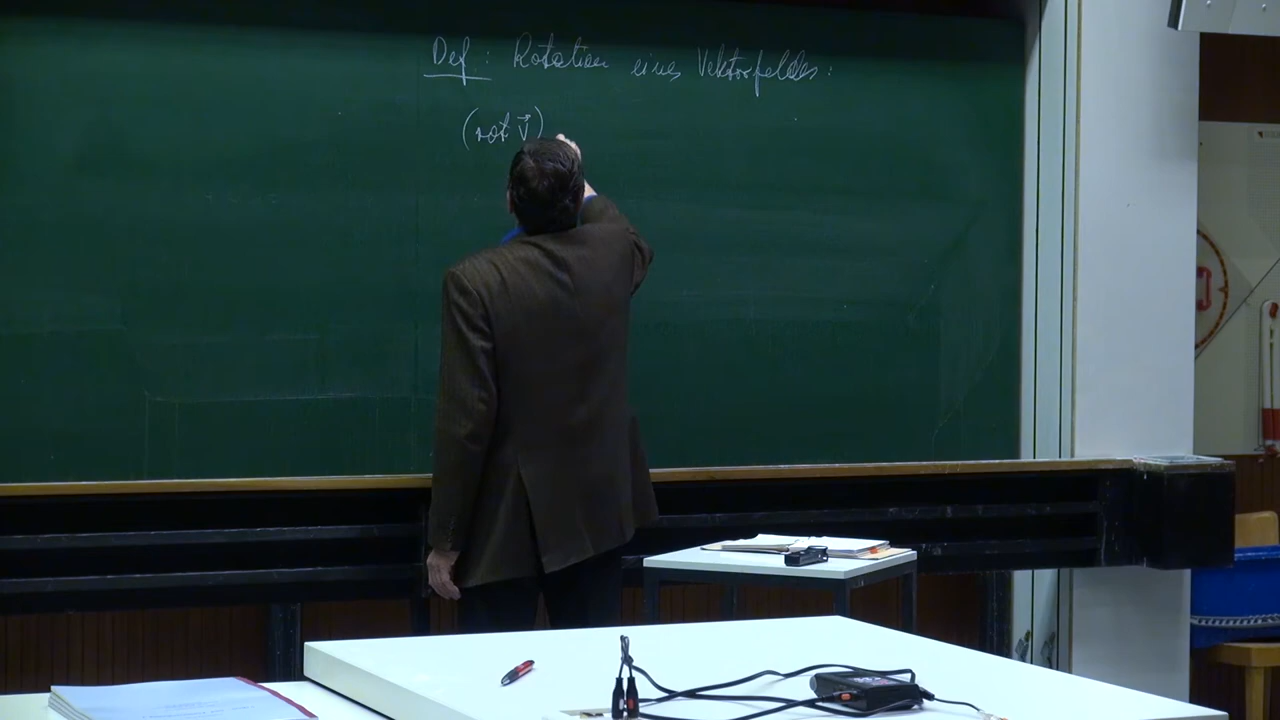 Def : Rotation eines Vektorfeldes :
(rot v⃗)